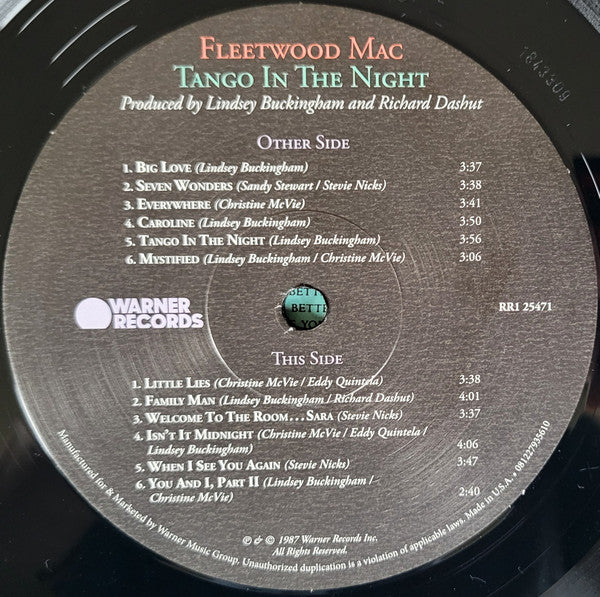 FLEETWOOD MAC
TANGO IN THE NIGHT
Produced by Lindsey Buckingham and Richard Dashut
1843309
OTHER SIDE
1. BIG LOVE (Lindsey Buckingham) 3:37
2. SEVEN WONDERS (Sandy Stewart / Stevie Nicks) 3:38
3. EVERYWHERE (Christine McVie) 3:41
4. CAROLINE (Lindsey Buckingham) 3:50
5. TANGO IN THE NIGHT (Lindsey Buckingham) 3:56
6. MYSTIFIED (Lindsey Buckingham / Christine McVie) 3:06
WARNER
RECORDS
RR1 25471
BETTE
BETTE
YOU
THIS SIDE
1. LITTLE LIES (Christine McVie / Eddy Quintela) 3:38
2. FAMILY MAN (Lindsey Buckingham / Richard Dashut) 4:01
3. WELCOME TO THE ROOM...SARA (Stevie Nicks) 3:37
4. ISN'T IT MIDNIGHT (Christine McVie / Eddy Quintela /
Lindsey Buckingham) 4:06
5. WHEN I SEE YOU AGAIN (Stevie Nicks) 3:47
6. YOU AND I, PART II (Lindsey Buckingham /
Christine McVie) 2:40
℗ & © 1987 Warner Records Inc.
All Rights Reserved.
Manufactured for & Marketed by Warner Music Group. Unauthorized duplication is a violation of applicable laws. Made in U.S.A. • 081227935610